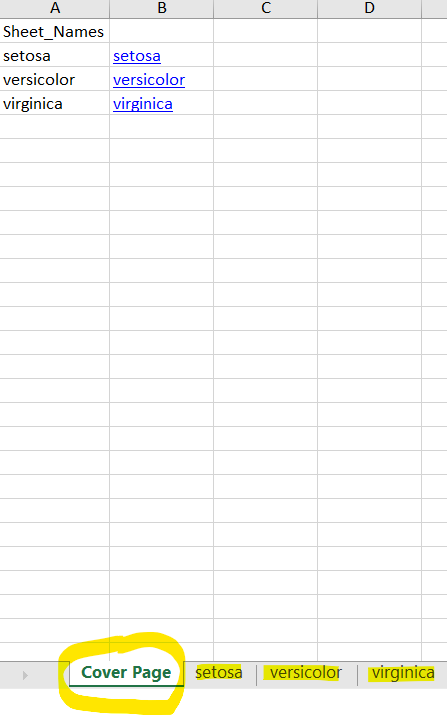 A B C D
Sheet_Names
setosa setosa
versicolor versicolor
virginica virginica
Cover Page setosa versicolor virginica